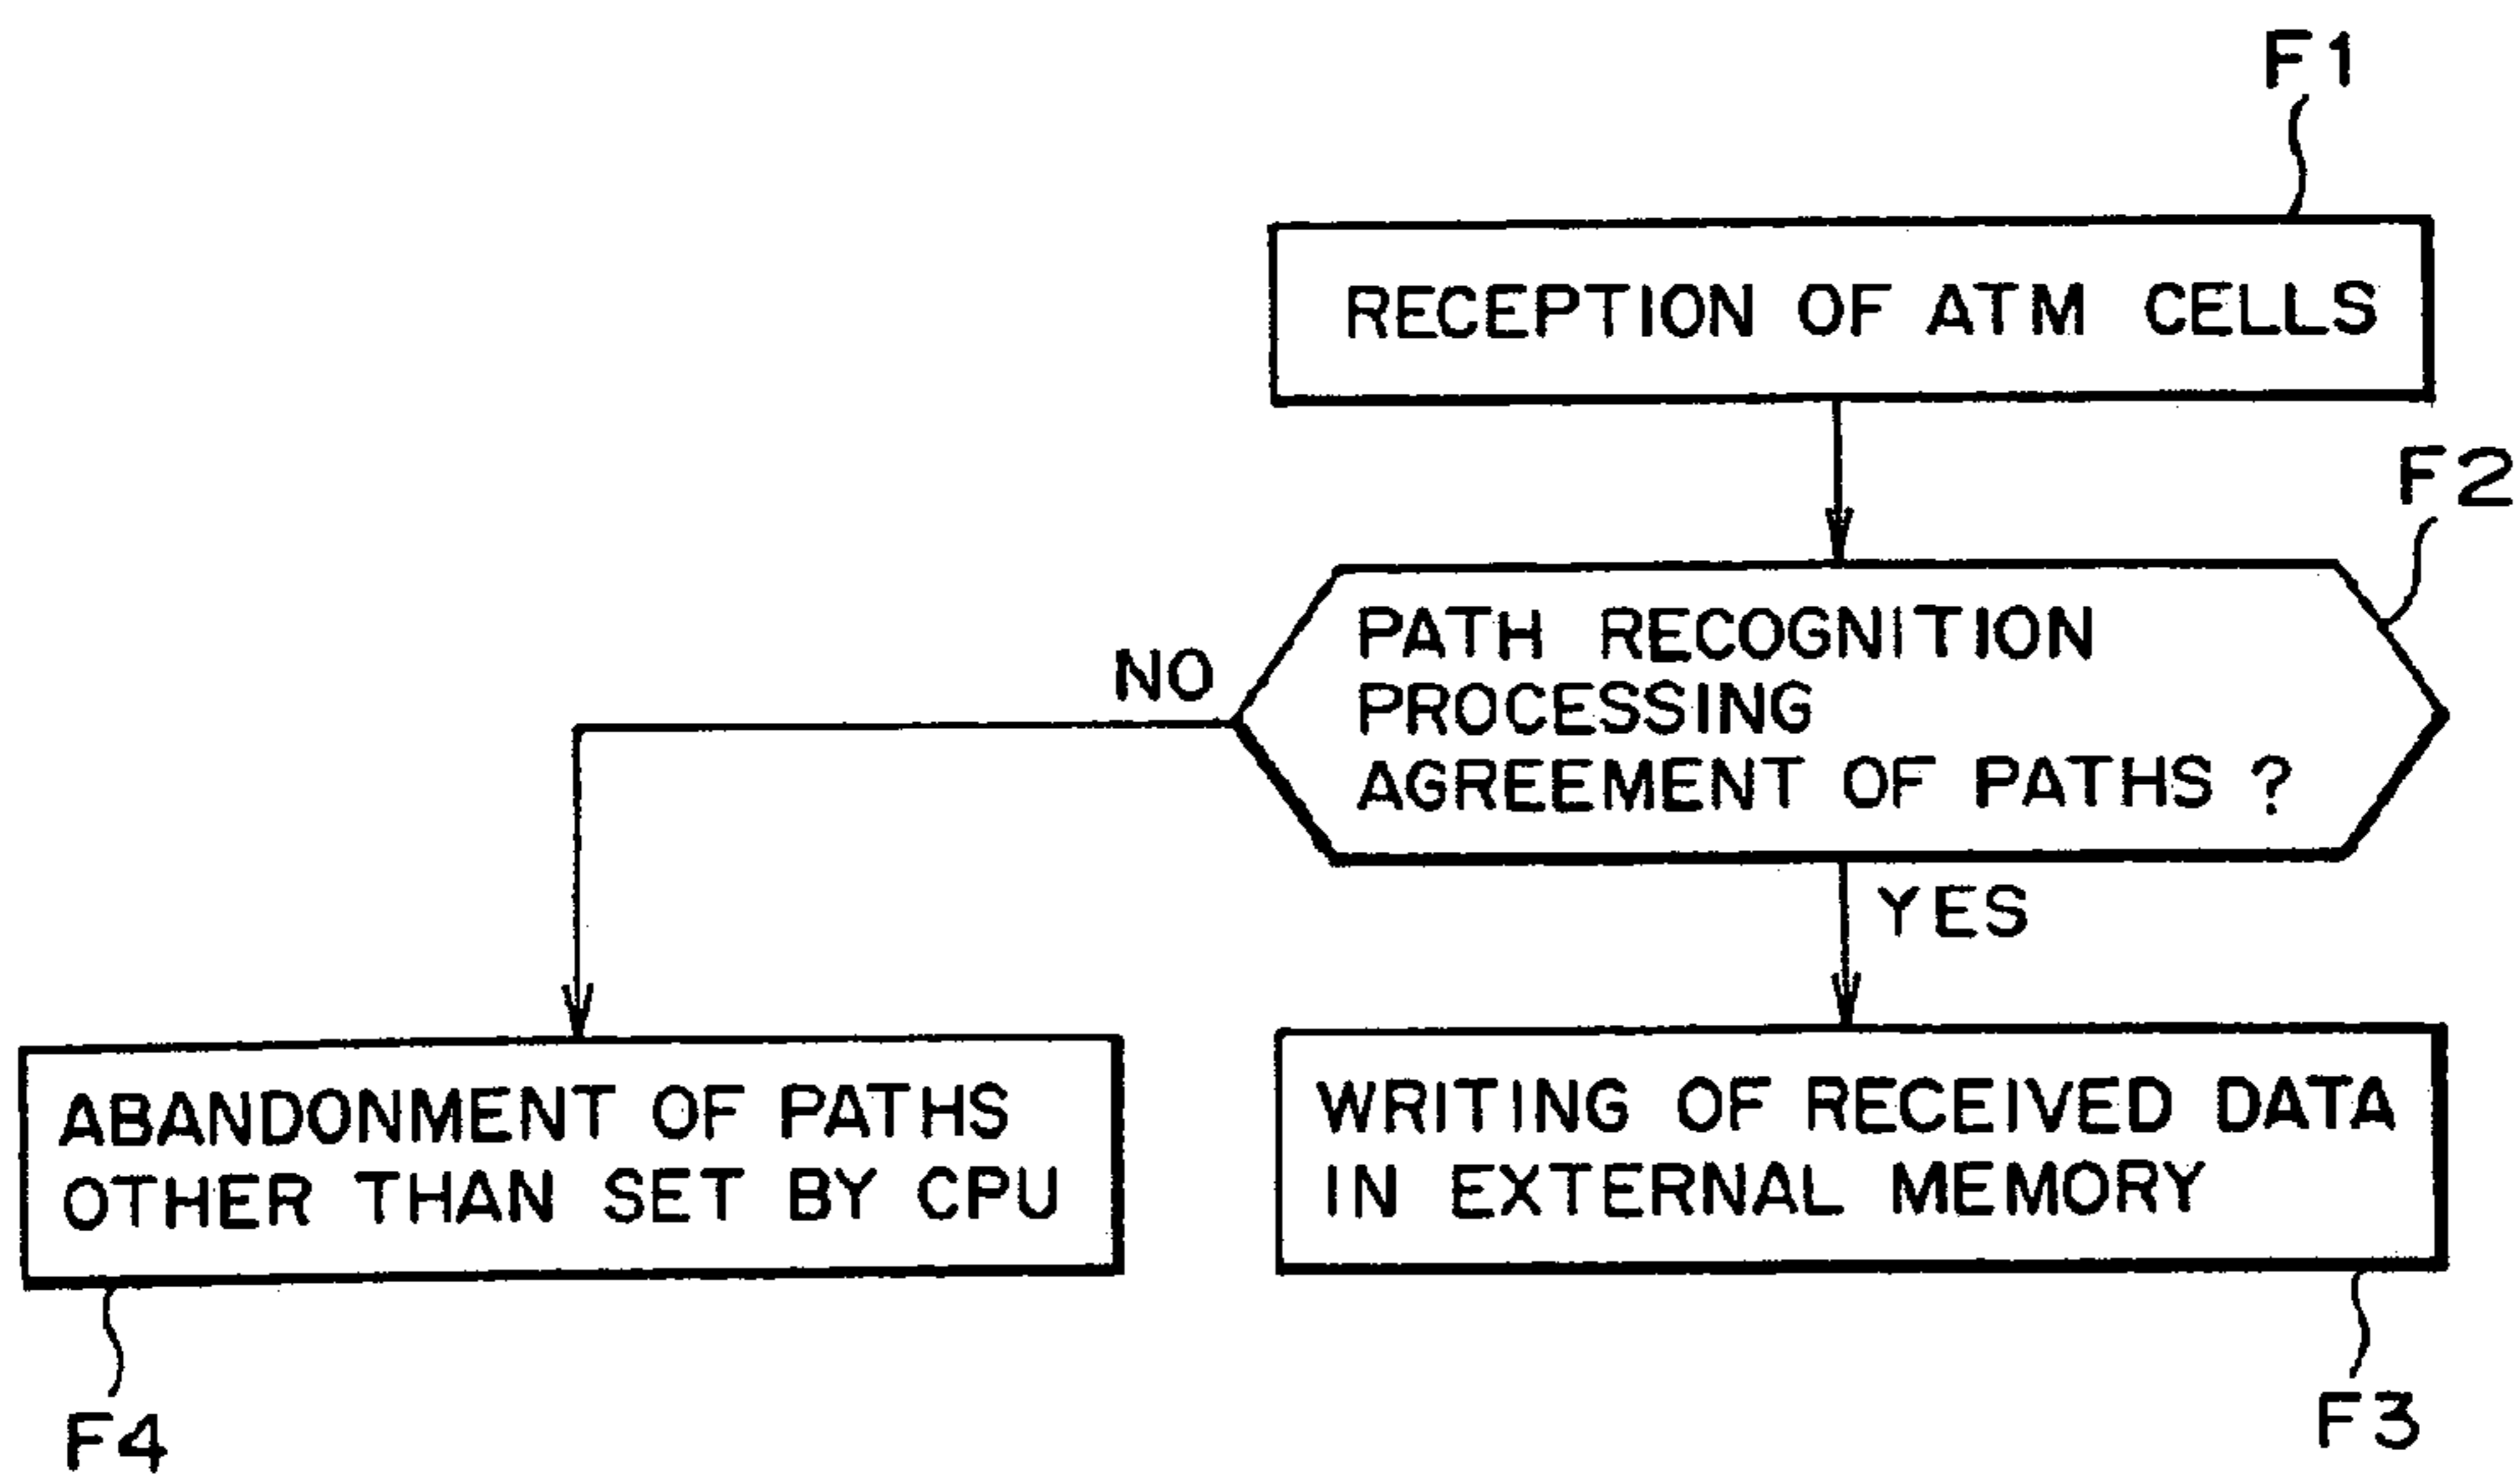 F1
RECEPTION OF ATM CELLS
F2
PATH RECOGNITION
PROCESSING
AGREEMENT OF PATHS ?
NO
YES
ABANDONMENT OF PATHS
OTHER THAN SET BY CPU
WRITING OF RECEIVED DATA
IN EXTERNAL MEMORY
F4
F3